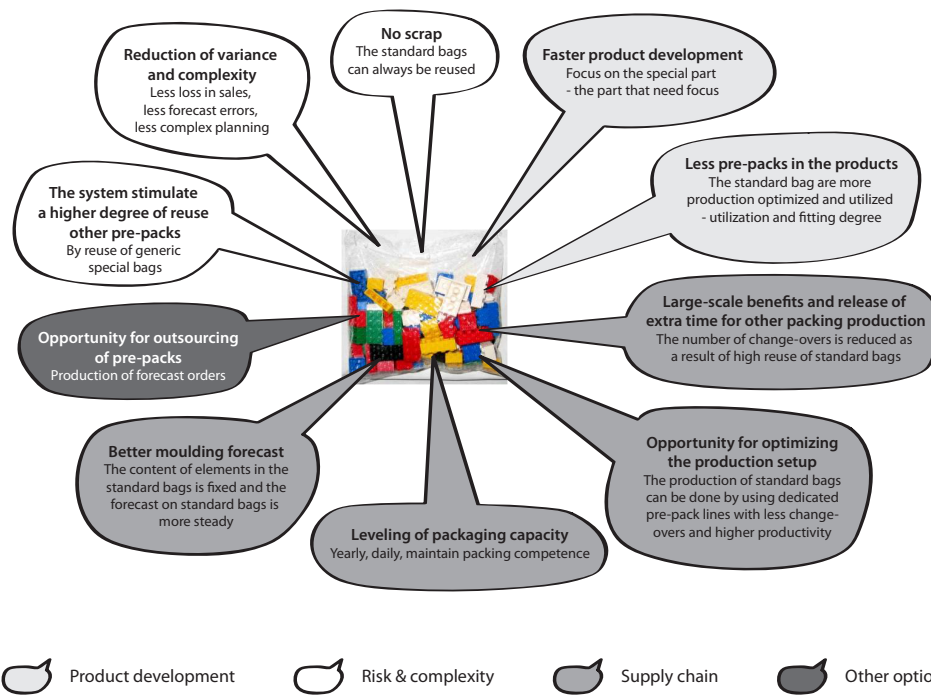 No scrap
The standard bags
can always be reused
Reduction of variance
and complexity
Less loss in sales,
less forecast errors,
less complex planning
Faster product development
Focus on the special part
- the part that need focus
Less pre-packs in the products
The standard bag are more
production optimized and utilized
- utilization and fitting degree
The system stimulate
a higher degree of reuse
other pre-packs
By reuse of generic
special bags
Large-scale benefits and release of
extra time for other packing production
The number of change-overs is reduced as
a result of high reuse of standard bags
Opportunity for outsourcing
of pre-packs
Production of forecast orders
Better moulding forecast
The content of elements in the
standard bags is fixed and the
forecast on standard bags is
more steady
Opportunity for optimizing
the production setup
The production of standard bags
can be done by using dedicated
pre-pack lines with less change-
overs and higher productivity
Leveling of packaging capacity
Yearly, daily, maintain packing competence
Product development
Risk & complexity
Supply chain
Other optio